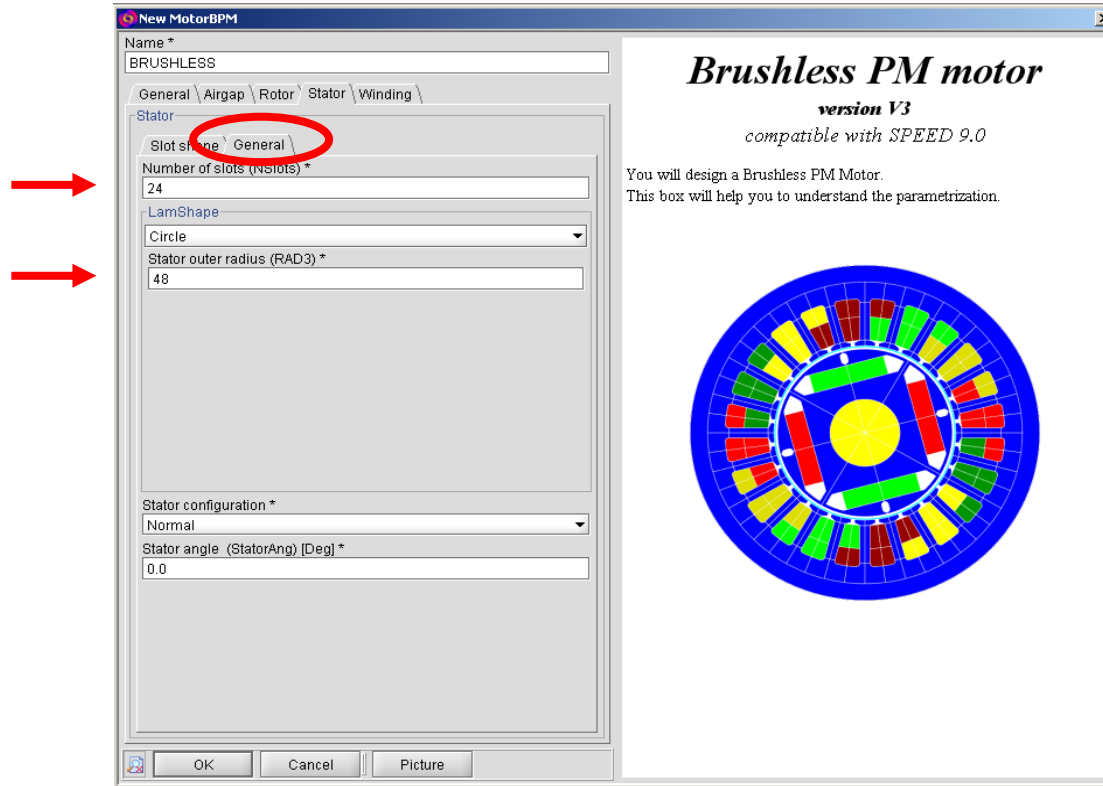 New MotorBPM
Name *
BRUSHLESS
General Airgap Rotor Stator Winding
Stator
Slot shape General
Number of slots (NSlots) *
24
LamShape
Circle
Stator outer radius (RAD3) *
48
Stator configuration *
Normal
Stator angle (StatorAng) [Deg] *
0.0
OK Cancel Picture
Brushless PM motor
version V3
compatible with SPEED 9.0
You will design a Brushless PM Motor.
This box will help you to understand the parametrization.